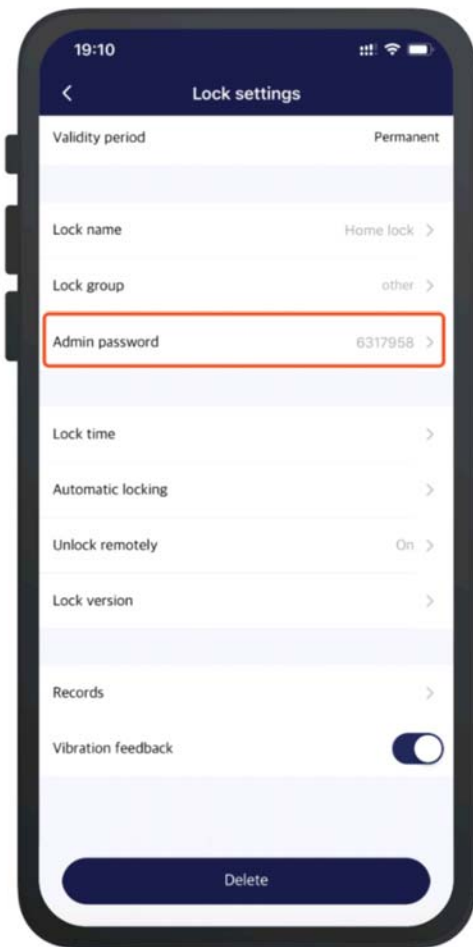 19:10
Lock settings
Validity period Permanent
Lock name Home lock
Lock group other
Admin password 6317958
Lock time
Automatic locking
Unlock remotely On
Lock version
Records
Vibration feedback
Delete